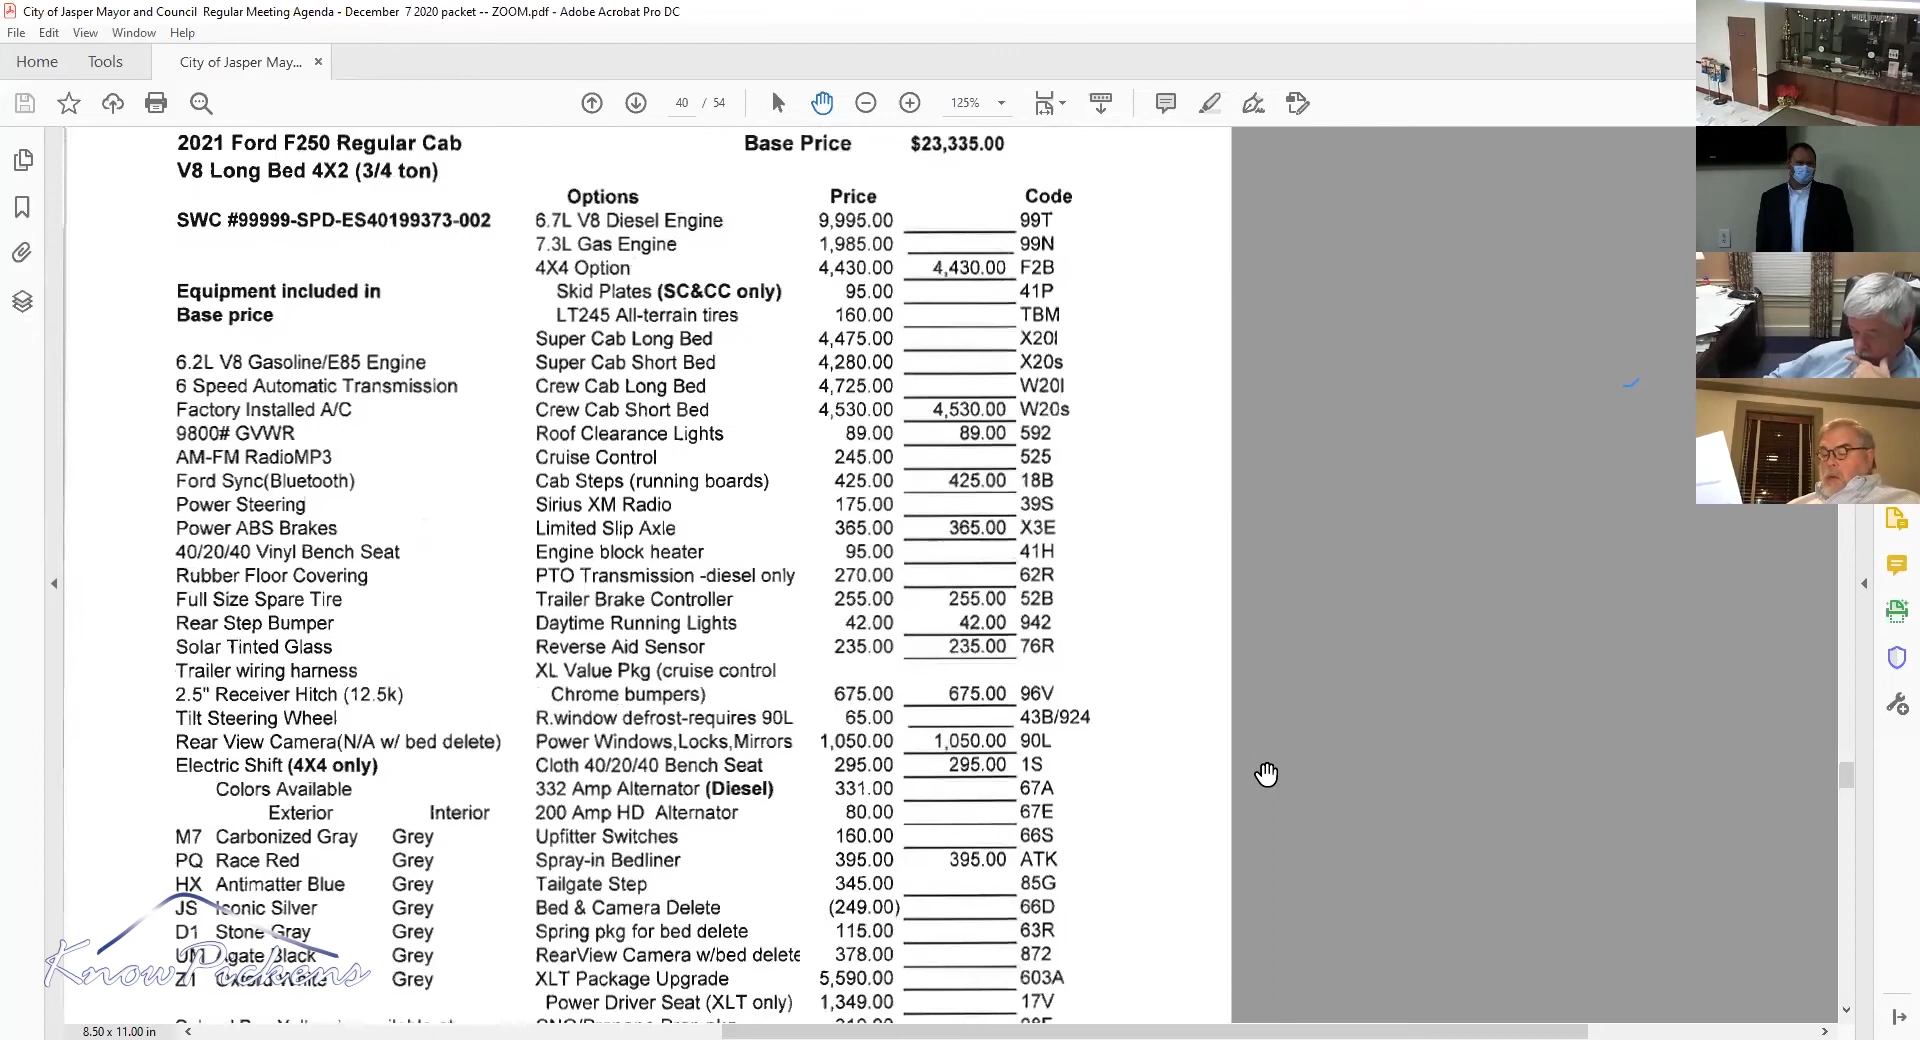 City of Jasper Mayor and Council Regular Meeting Agenda - December 7 2020 packet -- ZOOM.pdf - Adobe Acrobat Pro DC
File Edit View Window Help
Home Tools City of Jasper May... ×
40 / 54 125%
2021 Ford F250 Regular Cab Base Price $23,335.00
V8 Long Bed 4X2 (3/4 ton)
Options Price Code
SWC #99999-SPD-ES40199373-002 6.7L V8 Diesel Engine 9,995.00 99T
7.3L Gas Engine 1,985.00 99N
4X4 Option 4,430.00 4,430.00 F2B
Equipment included in Skid Plates (SC&CC only) 95.00 41P
Base price LT245 All-terrain tires 160.00 TBM
Super Cab Long Bed 4,475.00 X20l
6.2L V8 Gasoline/E85 Engine Super Cab Short Bed 4,280.00 X20s
6 Speed Automatic Transmission Crew Cab Long Bed 4,725.00 W20l
Factory Installed A/C Crew Cab Short Bed 4,530.00 4,530.00 W20s
9800# GVWR Roof Clearance Lights 89.00 89.00 592
AM-FM RadioMP3 Cruise Control 245.00 525
Ford Sync(Bluetooth) Cab Steps (running boards) 425.00 425.00 18B
Power Steering Sirius XM Radio 175.00 39S
Power ABS Brakes Limited Slip Axle 365.00 365.00 X3E
40/20/40 Vinyl Bench Seat Engine block heater 95.00 41H
Rubber Floor Covering PTO Transmission -diesel only 270.00 62R
Full Size Spare Tire Trailer Brake Controller 255.00 255.00 52B
Rear Step Bumper Daytime Running Lights 42.00 42.00 942
Solar Tinted Glass Reverse Aid Sensor 235.00 235.00 76R
Trailer wiring harness XL Value Pkg (cruise control
2.5" Receiver Hitch (12.5k) Chrome bumpers) 675.00 675.00 96V
Tilt Steering Wheel R.window defrost-requires 90L 65.00 43B/924
Rear View Camera(N/A w/ bed delete) Power Windows,Locks,Mirrors 1,050.00 1,050.00 90L
Electric Shift (4X4 only) Cloth 40/20/40 Bench Seat 295.00 295.00 1S
Colors Available 332 Amp Alternator (Diesel) 331.00 67A
Exterior Interior 200 Amp HD Alternator 80.00 67E
M7 Carbonized Gray Grey Upfitter Switches 160.00 66S
PQ Race Red Grey Spray-in Bedliner 395.00 395.00 ATK
HX Antimatter Blue Grey Tailgate Step 345.00 85G
JS Iconic Silver Grey Bed & Camera Delete (249.00) 66D
D1 Stone Gray Grey Spring pkg for bed delete 115.00 63R
UM Agate Black Grey RearView Camera w/bed delete 378.00 872
Z1 Oxford White Grey XLT Package Upgrade 5,590.00 603A
Power Driver Seat (XLT only) 1,349.00 17V
KnowPickens
8.50 x 11.00 in